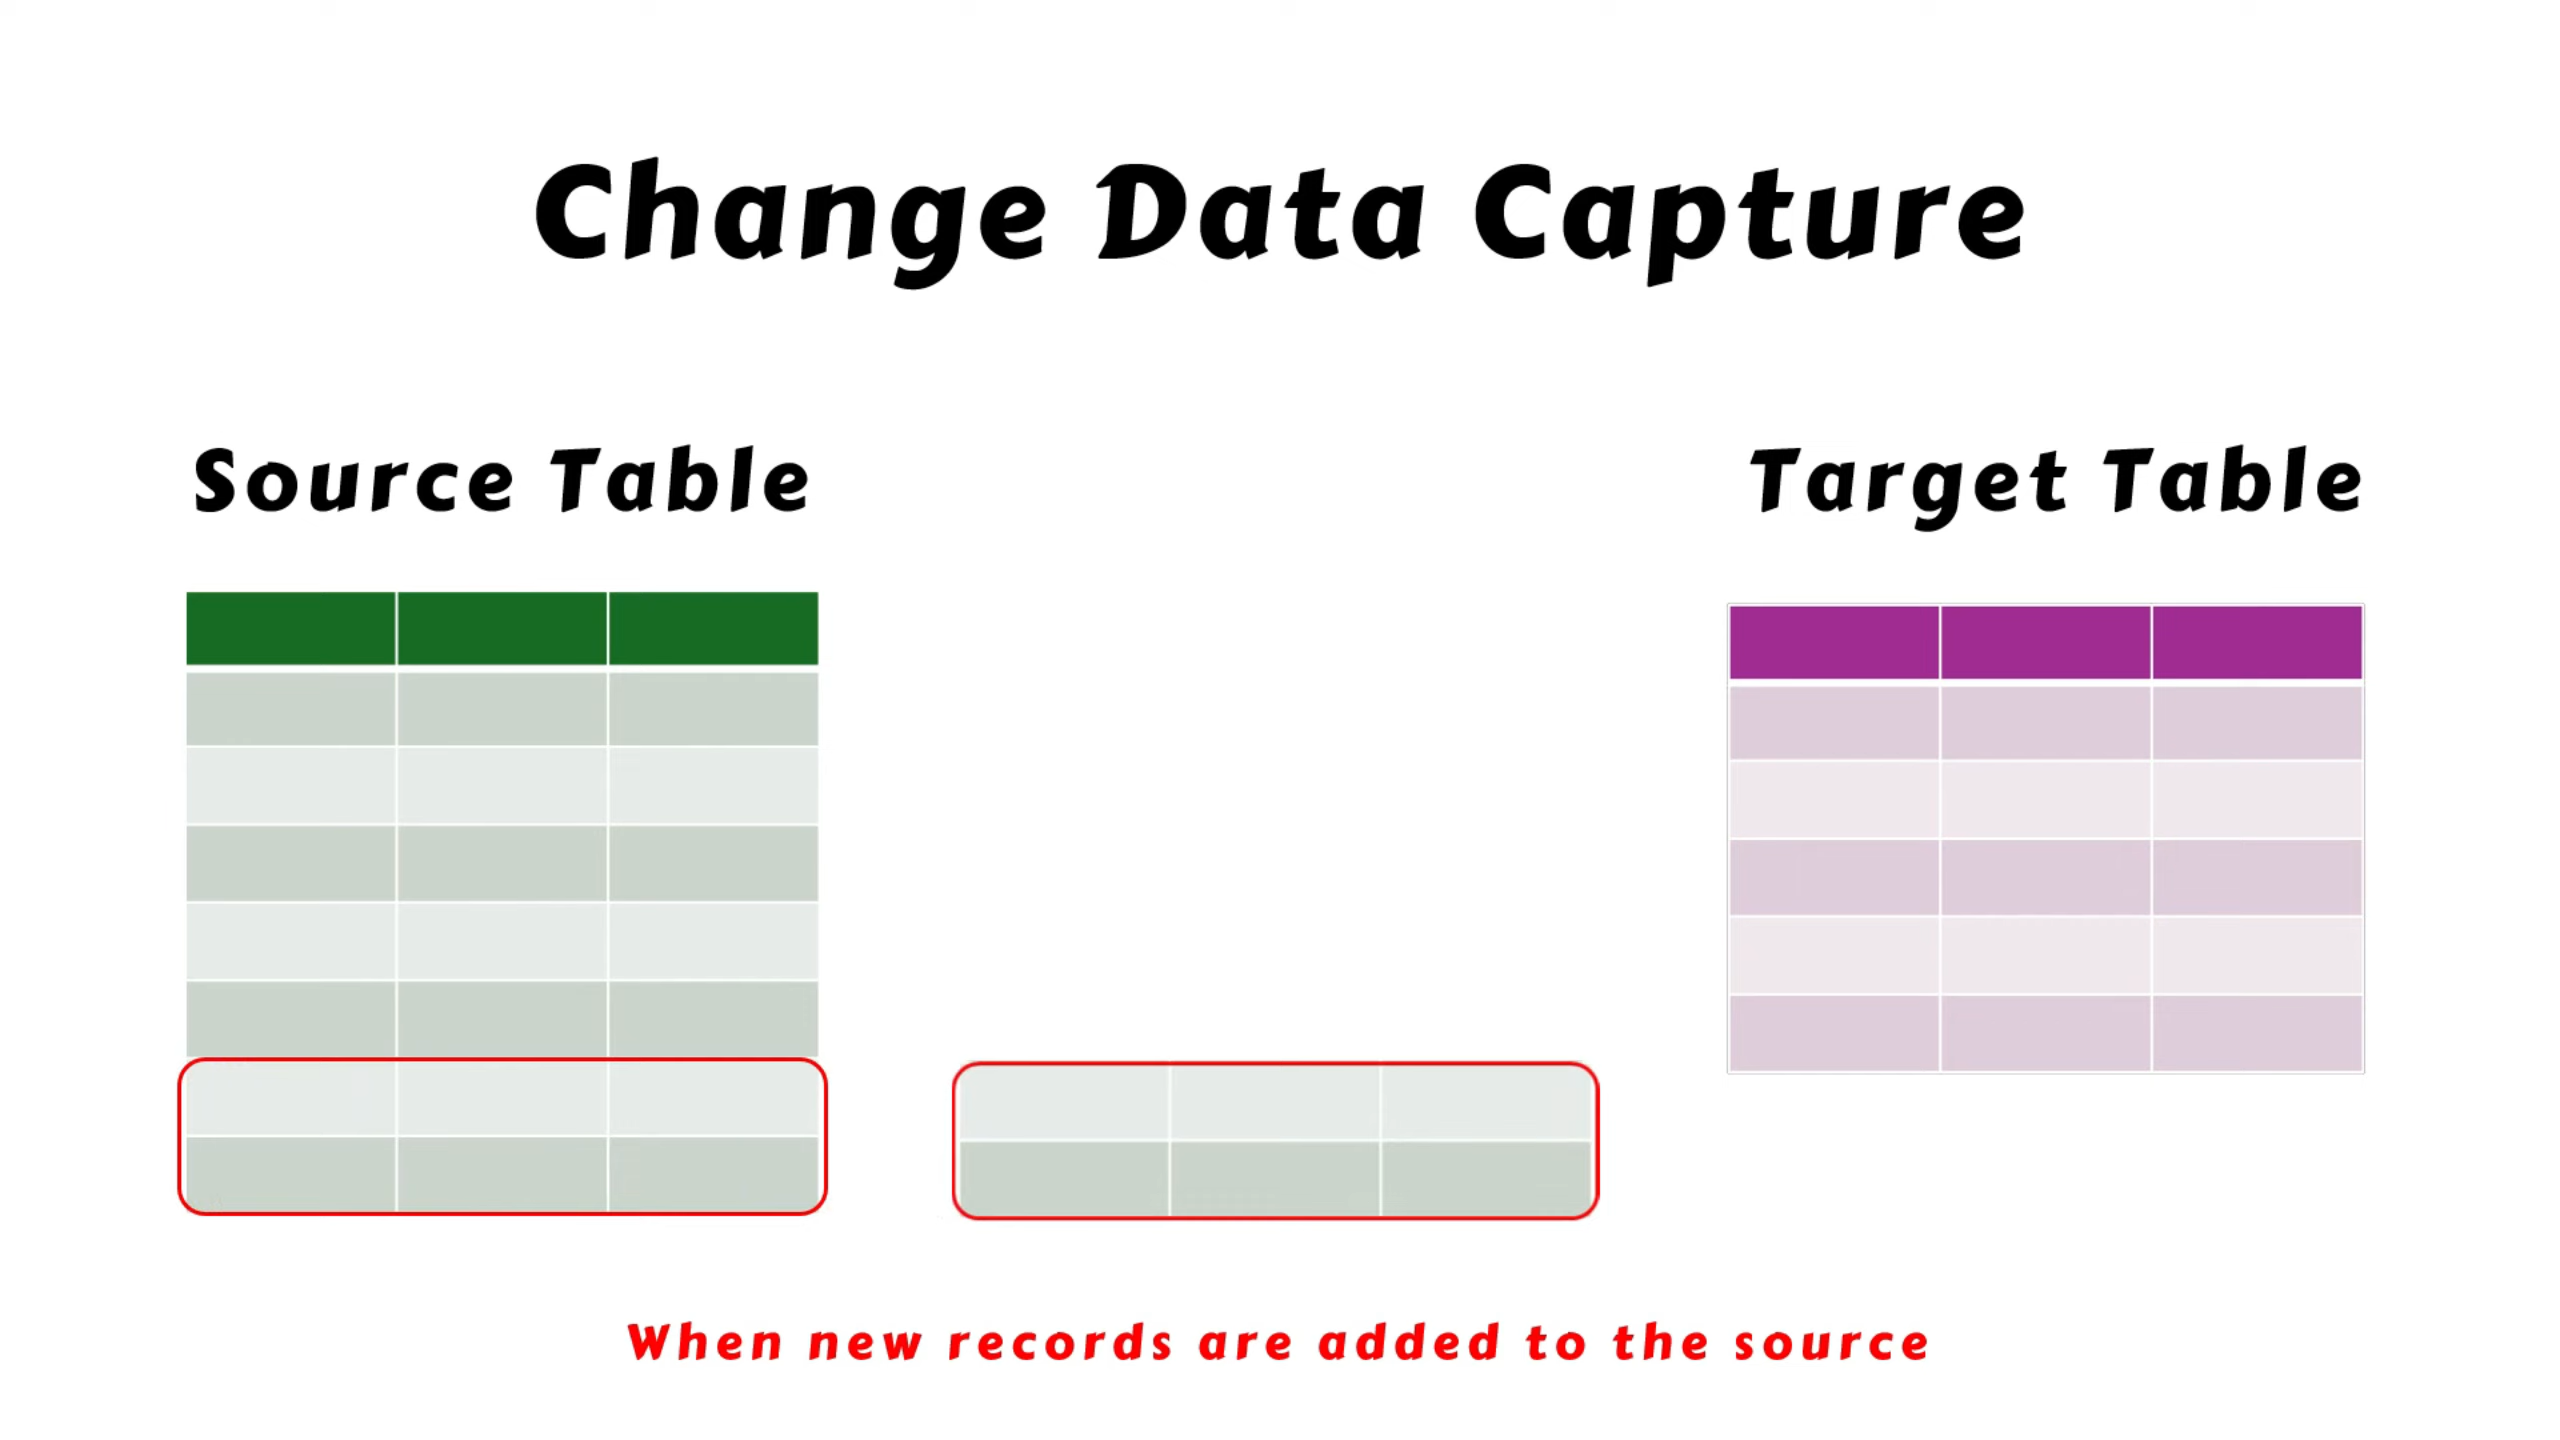 Change Data Capture
Source Table
Target Table
When new records are added to the source